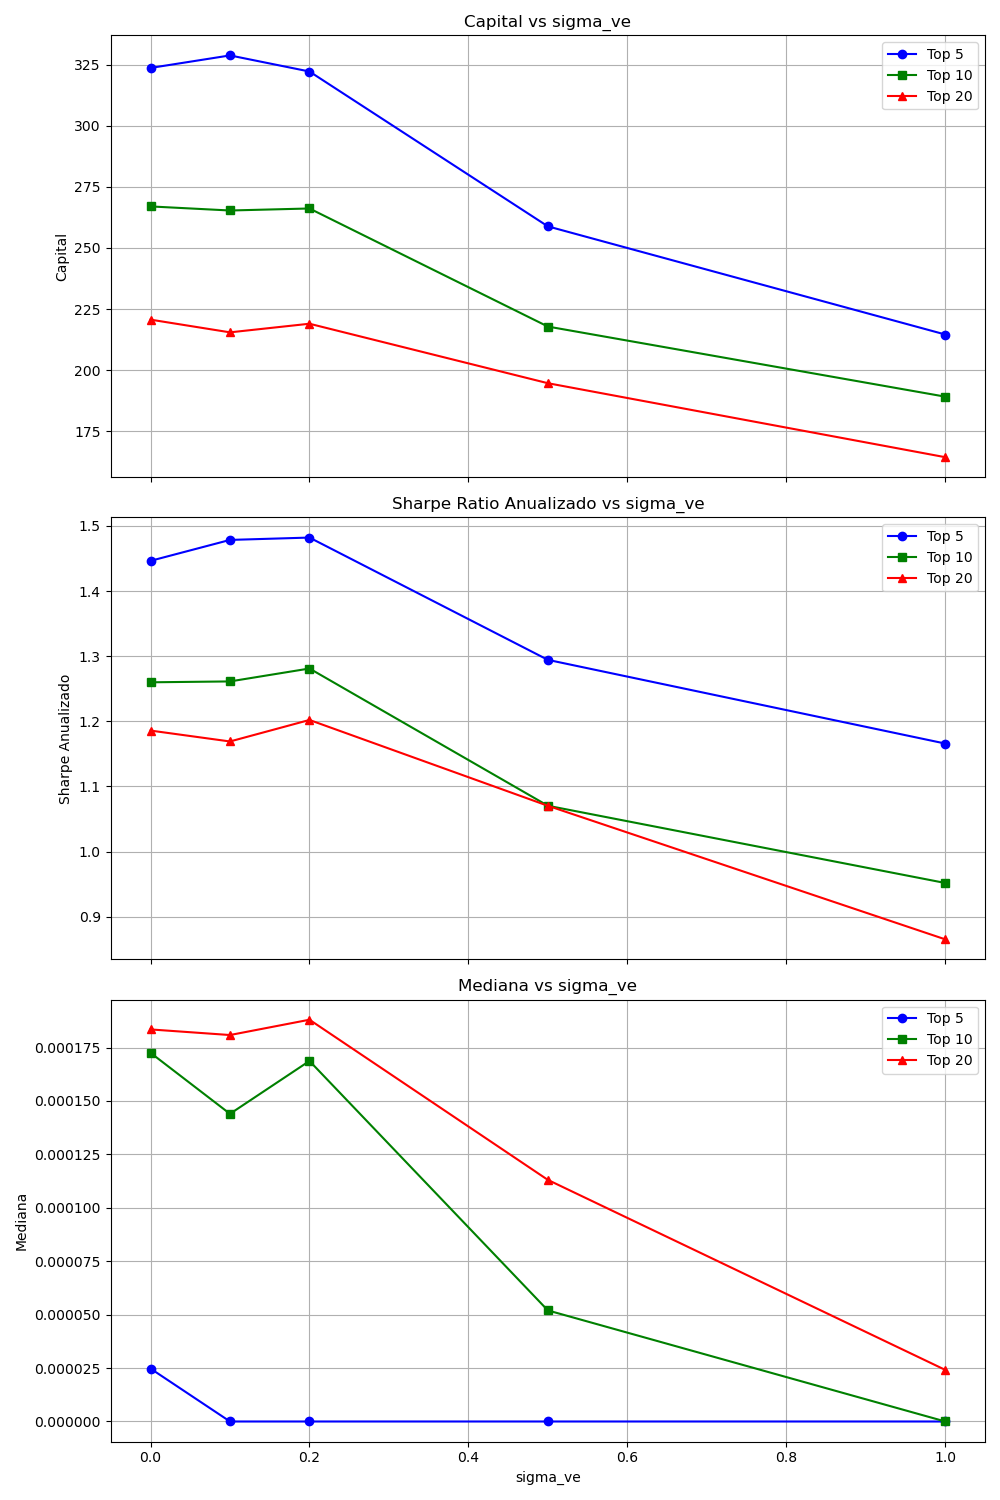 Capital vs sigma_ve
Top 5
Top 10
Top 20
325
300
275
250
225
200
175
Capital
Sharpe Ratio Anualizado vs sigma_ve
Top 5
Top 10
Top 20
1.5
1.4
1.3
1.2
1.1
1.0
0.9
Sharpe Anualizado
Mediana vs sigma_ve
Top 5
Top 10
Top 20
0.000175
0.000150
0.000125
0.000100
0.000075
0.000050
0.000025
0.000000
Mediana
0.0 0.2 0.4 0.6 0.8 1.0
sigma_ve